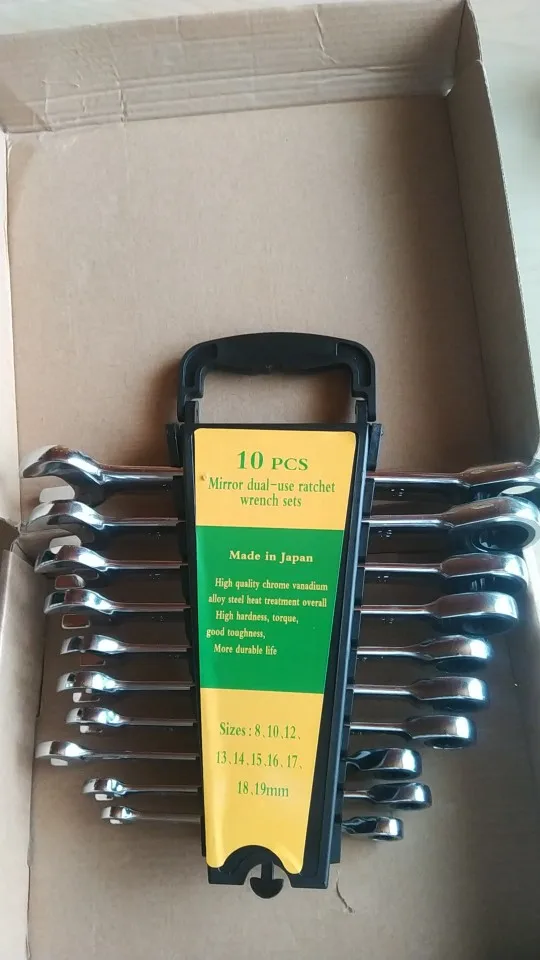 10 PCS
Mirror dual-use ratchet
wrench sets
Made in Japan
High quality chrome vanadium
alloy steel heat treatment overall
High hardness, torque,
good toughness,
More durable life
Sizes : 8、10、12、
13、14、15、16、17、
18、19mm